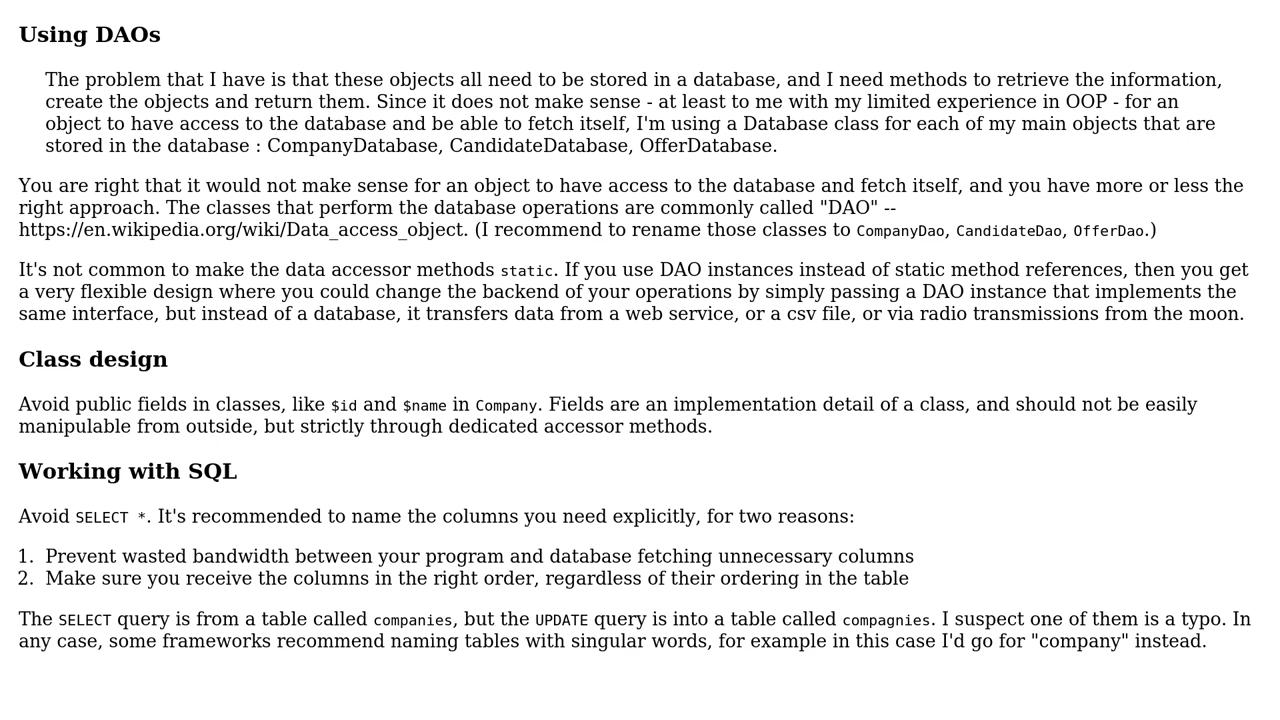 Using DAOs
The problem that I have is that these objects all need to be stored in a database, and I need methods to retrieve the information,
create the objects and return them. Since it does not make sense - at least to me with my limited experience in OOP - for an
object to have access to the database and be able to fetch itself, I'm using a Database class for each of my main objects that are
stored in the database : CompanyDatabase, CandidateDatabase, OfferDatabase.
You are right that it would not make sense for an object to have access to the database and fetch itself, and you have more or less the
right approach. The classes that perform the database operations are commonly called "DAO" --
https://en.wikipedia.org/wiki/Data_access_object. (I recommend to rename those classes to CompanyDao, CandidateDao, OfferDao.)
It's not common to make the data accessor methods static. If you use DAO instances instead of static method references, then you get
a very flexible design where you could change the backend of your operations by simply passing a DAO instance that implements the
same interface, but instead of a database, it transfers data from a web service, or a csv file, or via radio transmissions from the moon.
Class design
Avoid public fields in classes, like $id and $name in Company. Fields are an implementation detail of a class, and should not be easily
manipulable from outside, but strictly through dedicated accessor methods.
Working with SQL
Avoid SELECT *. It's recommended to name the columns you need explicitly, for two reasons:
1. Prevent wasted bandwidth between your program and database fetching unnecessary columns
2. Make sure you receive the columns in the right order, regardless of their ordering in the table
The SELECT query is from a table called companies, but the UPDATE query is into a table called compagnies. I suspect one of them is a typo. In
any case, some frameworks recommend naming tables with singular words, for example in this case I'd go for "company" instead.